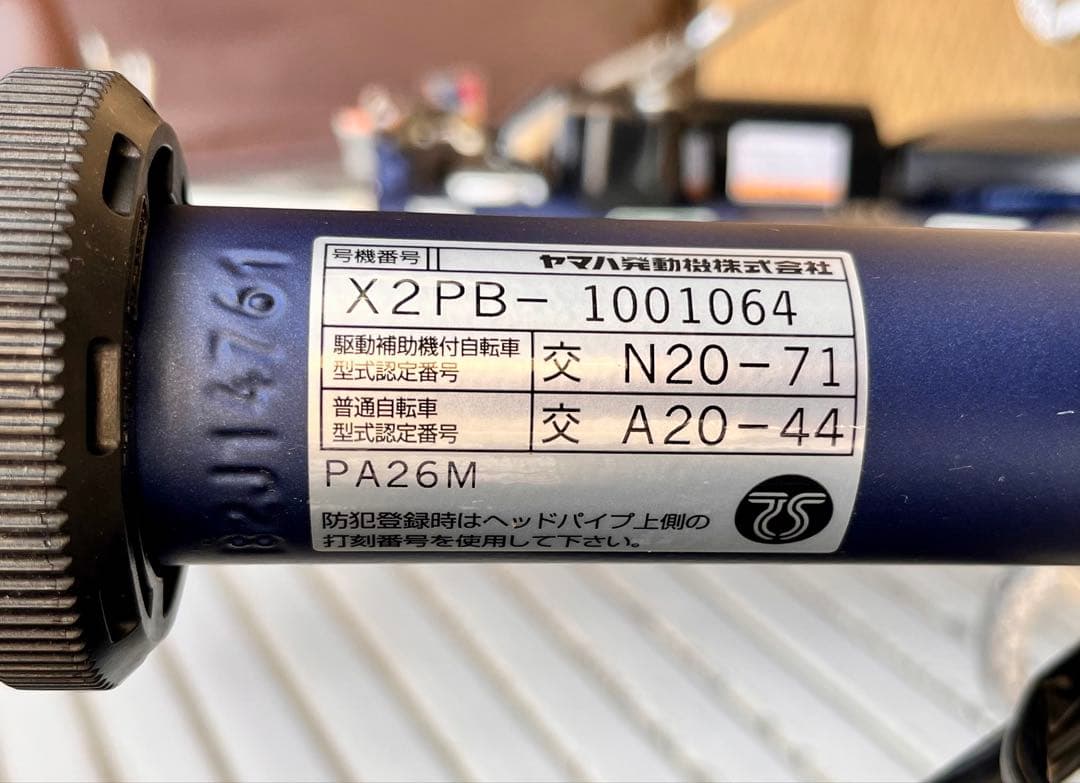 号機番号 ヤマハ発動機株式会社
X2PB- 1001064
駆動補助機付自転車
型式認定番号 交 N20-71
普通自転車
型式認定番号 交 A20-44
PA26M
防犯登録時はヘッドパイプ上側の
打刻番号を使用して下さい。
TS
82J14761